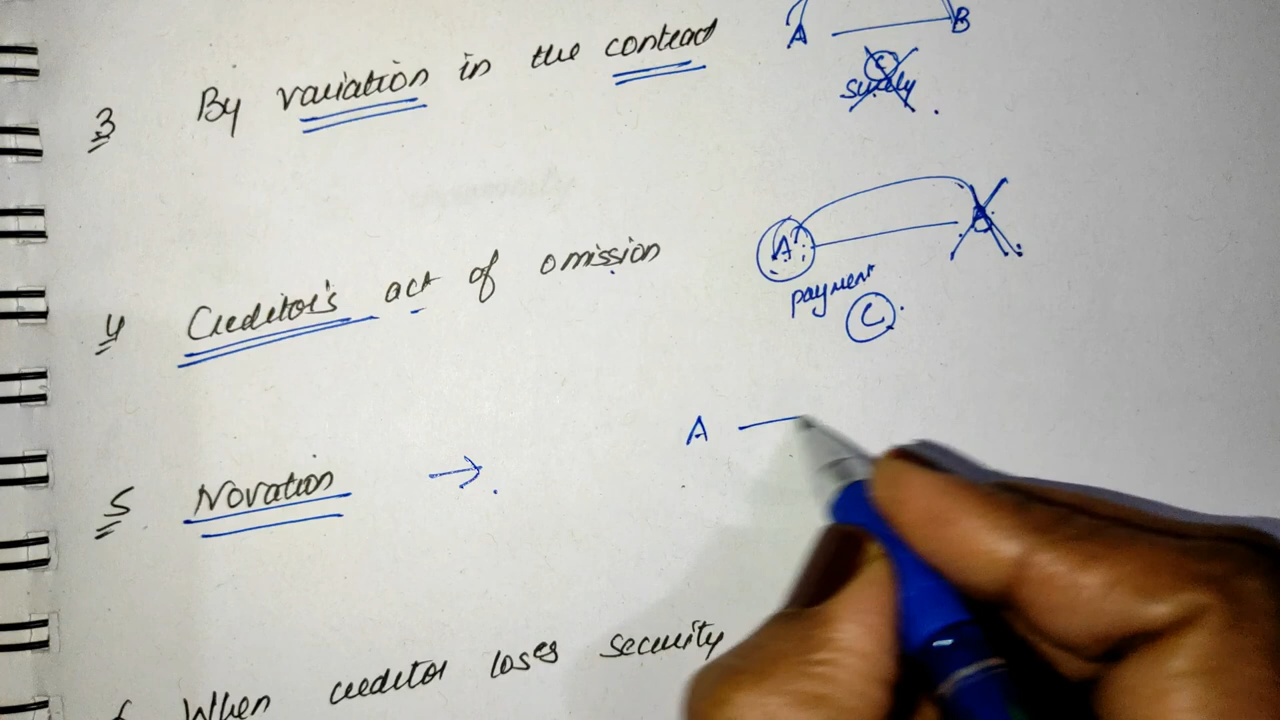 A B
3 By variation in the contract
C
surety
A B
4 Creditor's act of omission
payment
C
A
5 Novation →
6 When creditor loses security